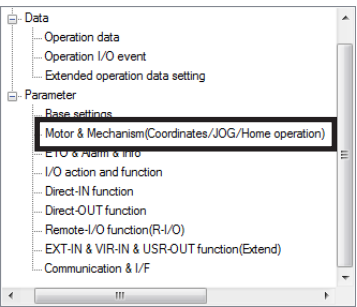 Data
Operation data
Operation I/O event
Extended operation data setting
Parameter
Base settings
Motor & Mechanism(Coordinates/JOG/Home operation)
ETO & Alarm & Info
I/O action and function
Direct-IN function
Direct-OUT function
Remote-I/O function(R-I/O)
EXT-IN & VIR-IN & USR-OUT function(Extend)
Communication & I/F